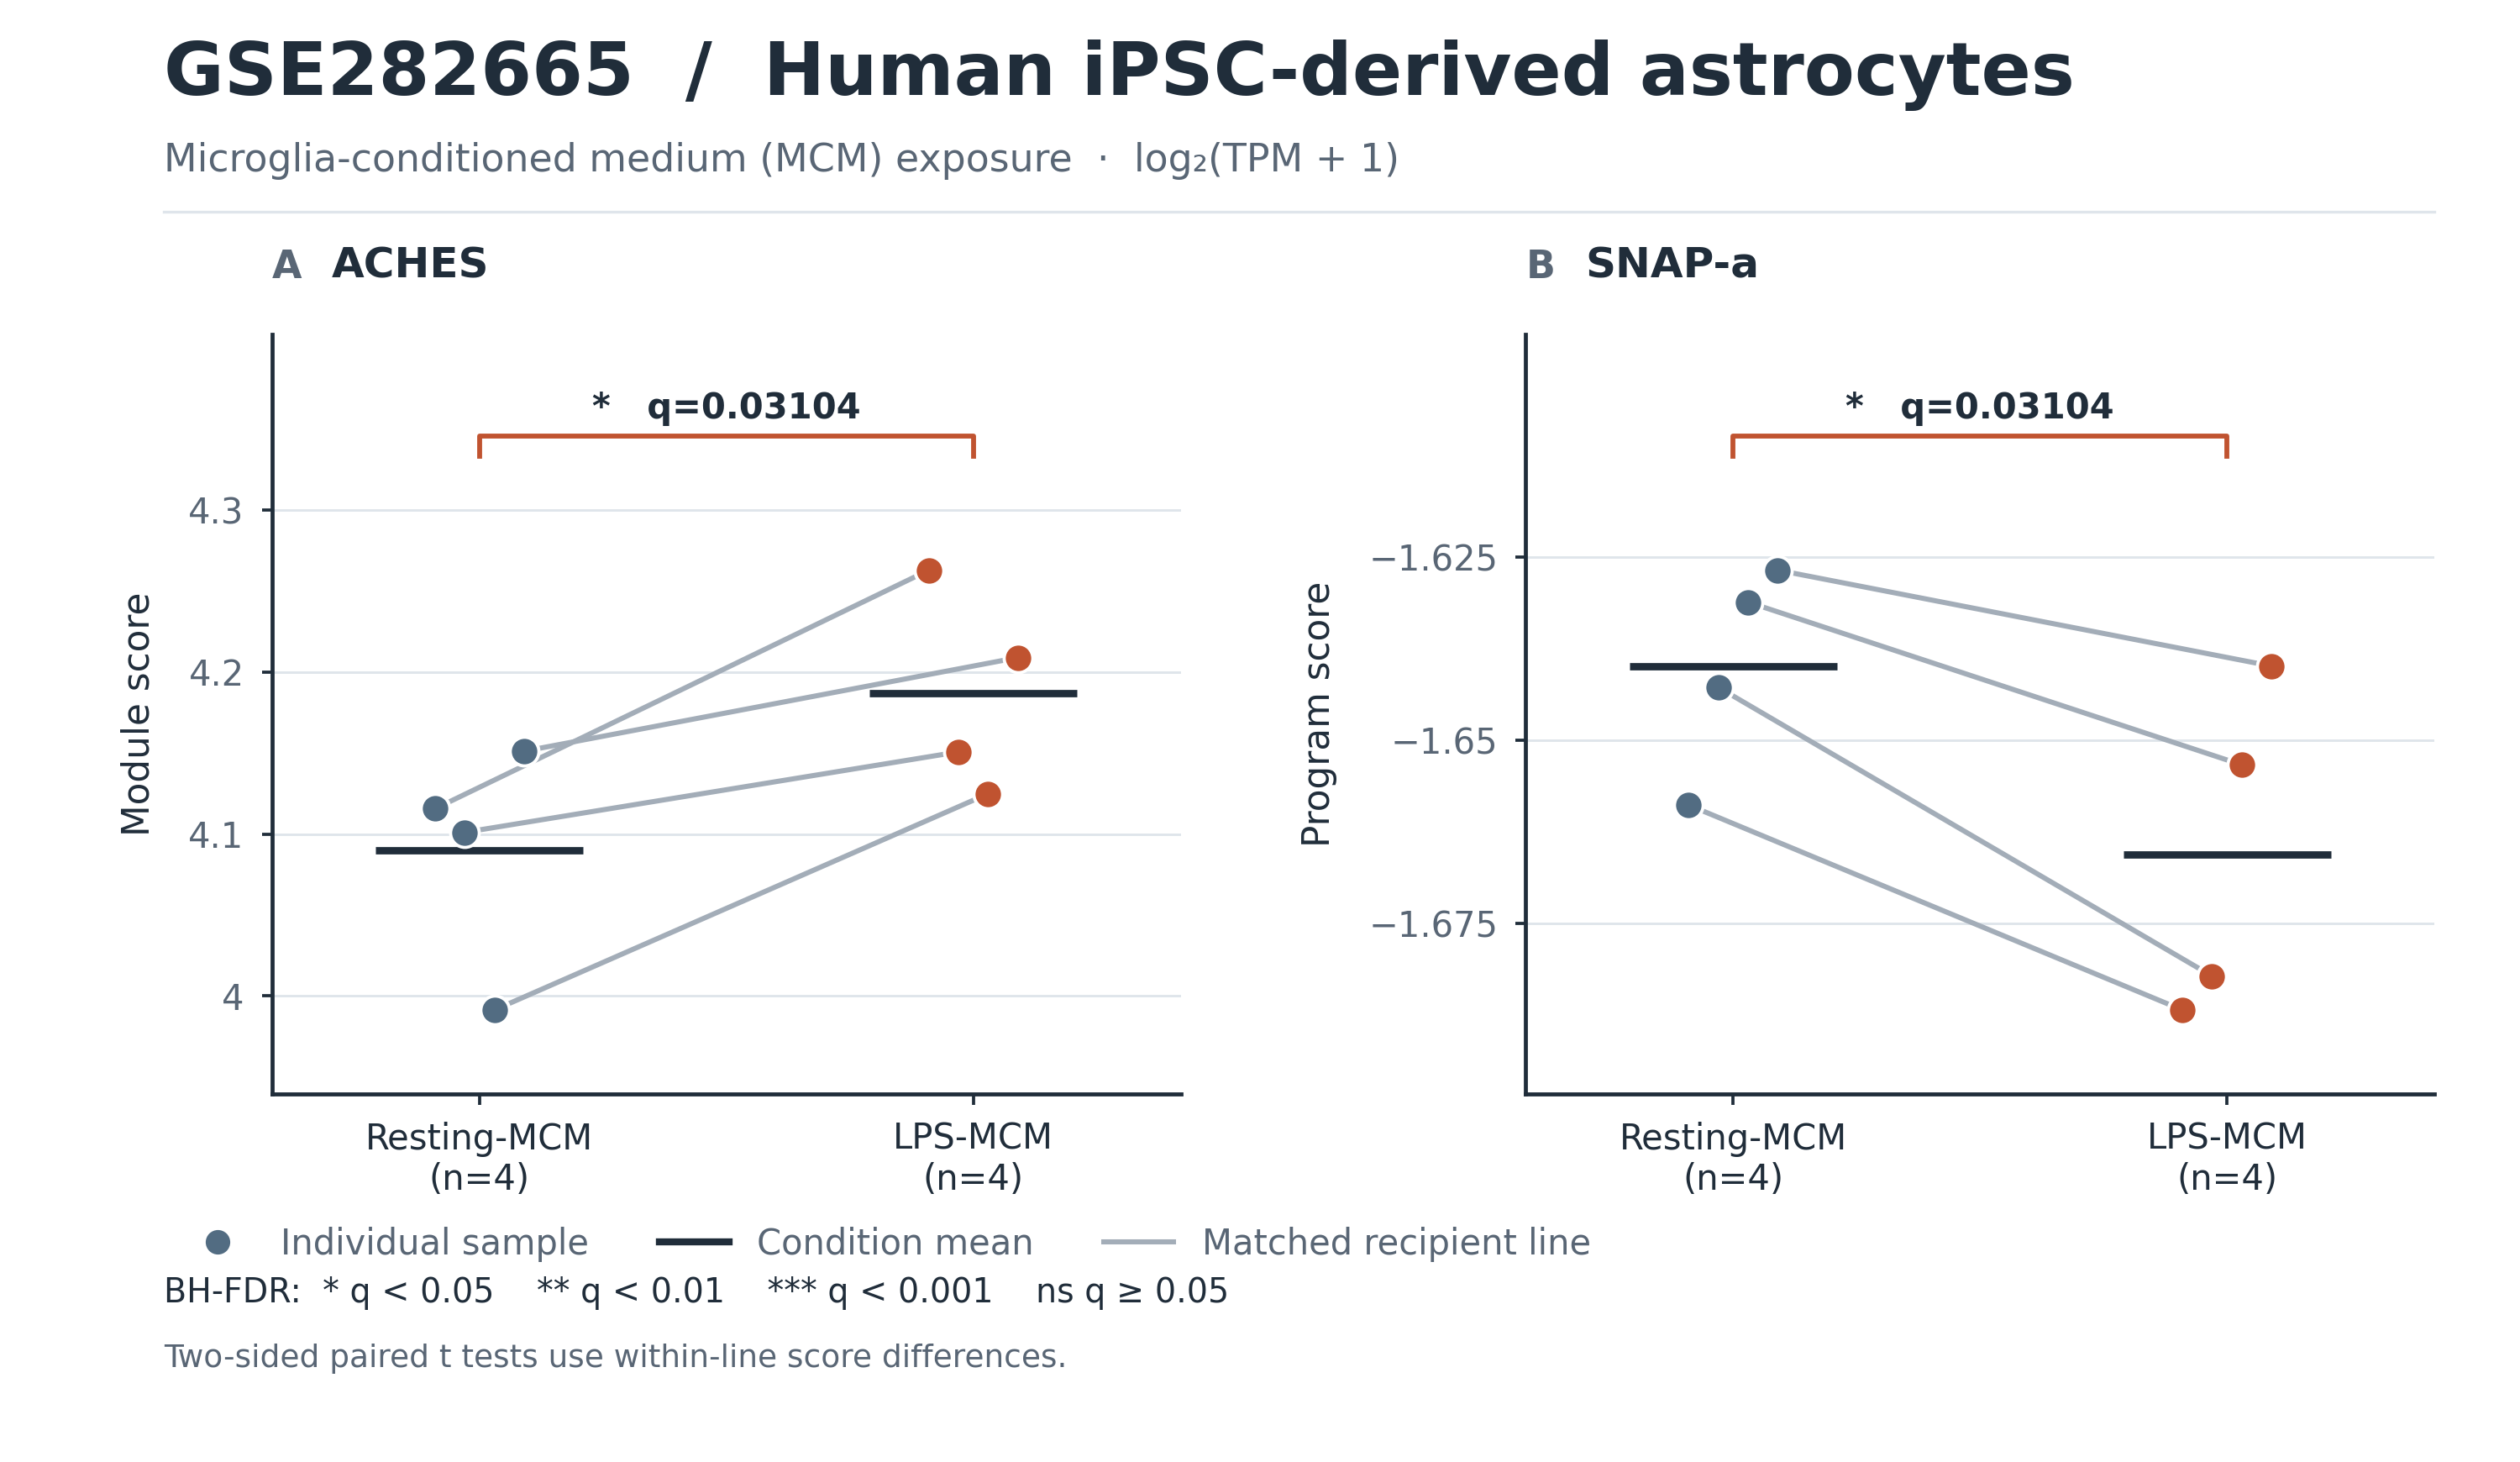 GSE282665 / Human iPSC-derived astrocytes
Microglia-conditioned medium (MCM) exposure · log₂(TPM + 1)
A ACHES
* q=0.03104
Module score
4.3
4.2
4.1
4
Resting-MCM
(n=4)
LPS-MCM
(n=4)
B SNAP-a
* q=0.03104
Program score
−1.625
−1.65
−1.675
Resting-MCM
(n=4)
LPS-MCM
(n=4)
Individual sample Condition mean Matched recipient line
BH-FDR: * q < 0.05 ** q < 0.01 *** q < 0.001 ns q ≥ 0.05
Two-sided paired t tests use within-line score differences.